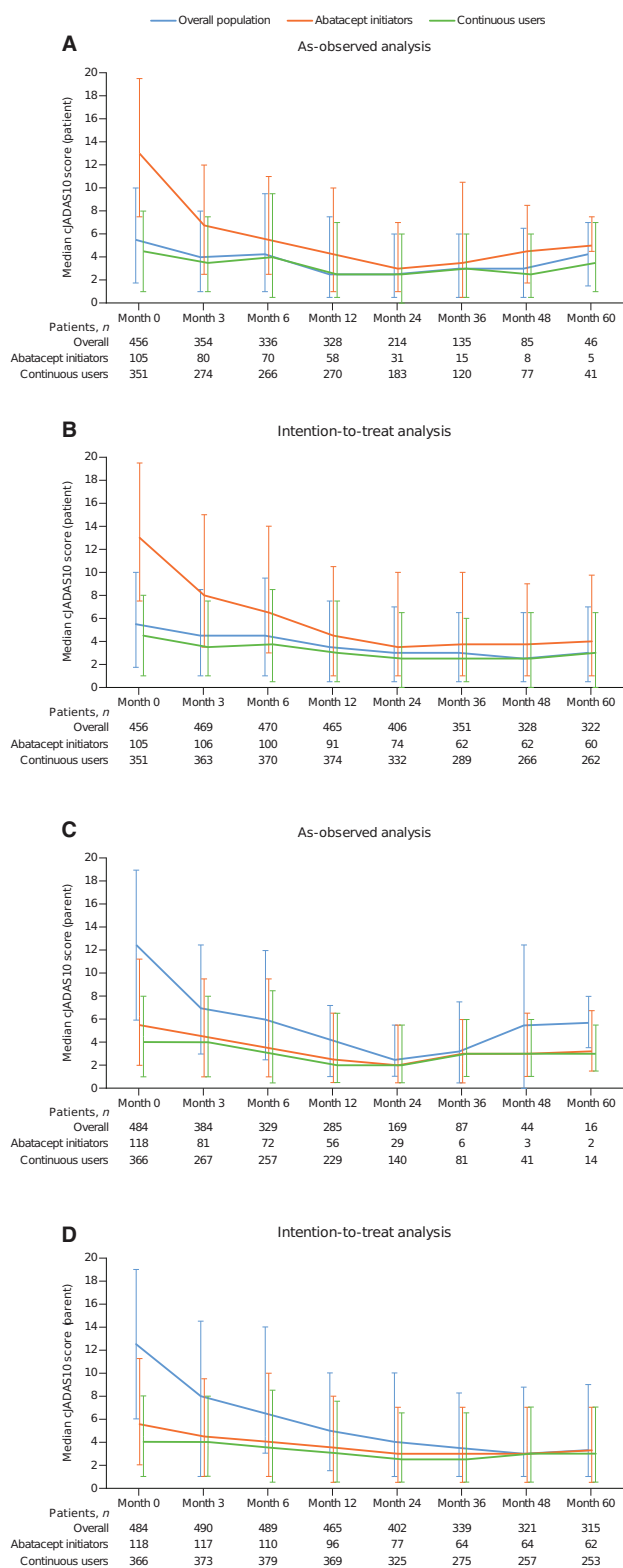 Overall population Abatacept initiators Continuous users
A As-observed analysis
Median cJADAS10 score (patient)
20
18
16
14
12
10
8
6
4
2
0
Month 0 Month 3 Month 6 Month 12 Month 24 Month 36 Month 48 Month 60
Patients, n
Overall 456 354 336 328 214 135 85 46
Abatacept initiators 105 80 70 58 31 15 8 5
Continuous users 351 274 266 270 183 120 77 41
B Intention-to-treat analysis
Median cJADAS10 score (patient)
20
18
16
14
12
10
8
6
4
2
0
Month 0 Month 3 Month 6 Month 12 Month 24 Month 36 Month 48 Month 60
Patients, n
Overall 456 469 470 465 406 351 328 322
Abatacept initiators 105 106 100 91 74 62 62 60
Continuous users 351 363 370 374 332 289 266 262
C As-observed analysis
Median cJADAS10 score (parent)
20
18
16
14
12
10
8
6
4
2
0
Month 0 Month 3 Month 6 Month 12 Month 24 Month 36 Month 48 Month 60
Patients, n
Overall 484 384 329 285 169 87 44 16
Abatacept initiators 118 81 72 56 29 6 3 2
Continuous users 366 267 257 229 140 81 41 14
D Intention-to-treat analysis
Median cJADAS10 score (parent)
20
18
16
14
12
10
8
6
4
2
0
Month 0 Month 3 Month 6 Month 12 Month 24 Month 36 Month 48 Month 60
Patients, n
Overall 484 490 489 465 402 339 321 315
Abatacept initiators 118 117 110 96 77 64 64 62
Continuous users 366 373 379 369 325 275 257 253